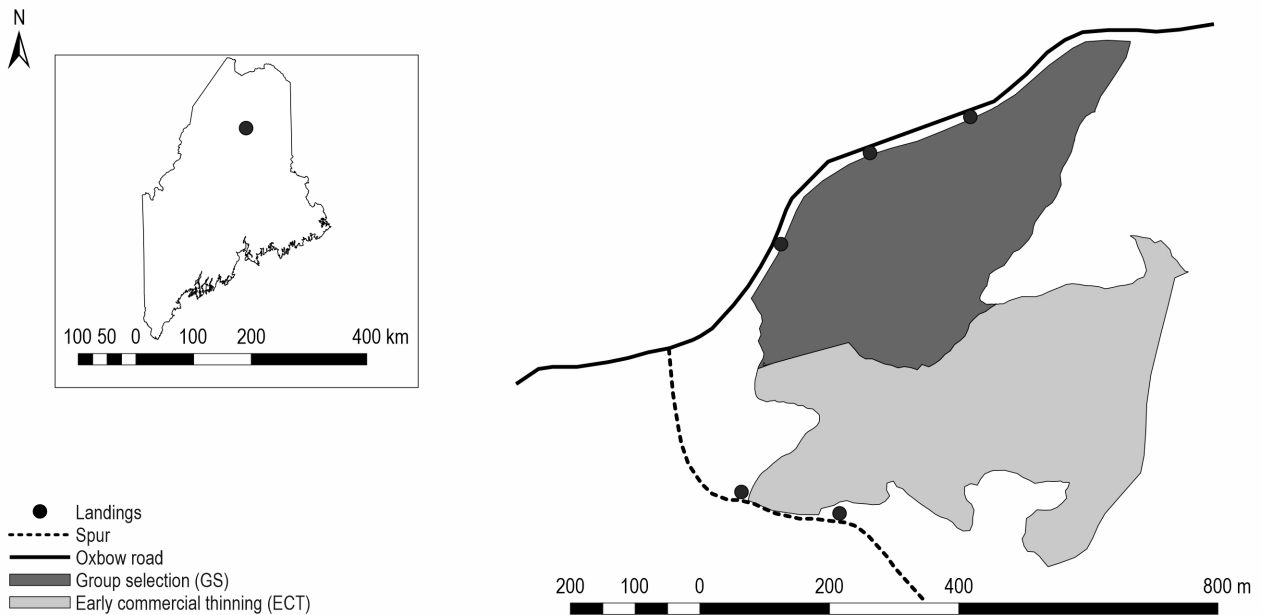 N
100 50 0 100 200 400 km
Landings
Spur
Oxbow road
Group selection (GS)
Early commercial thinning (ECT)
200 100 0 200 400 800 m